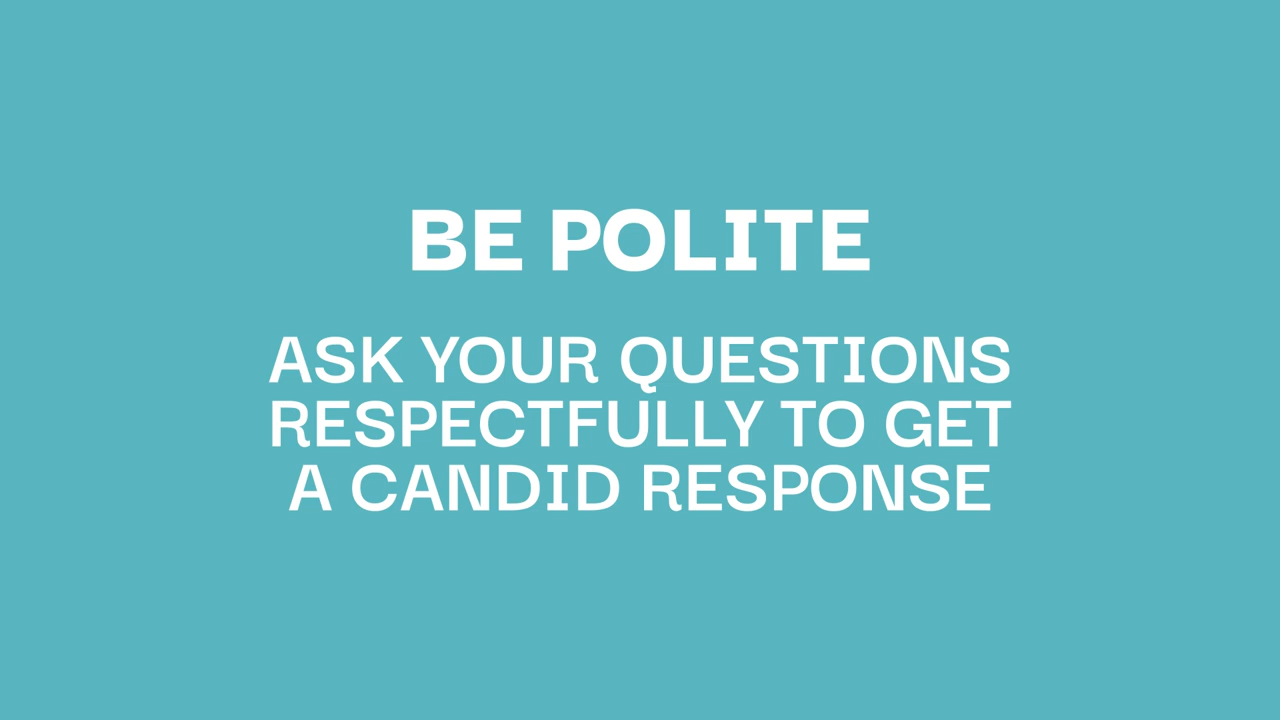 BE POLITE
ASK YOUR QUESTIONS
RESPECTFULLY TO GET
A CANDID RESPONSE